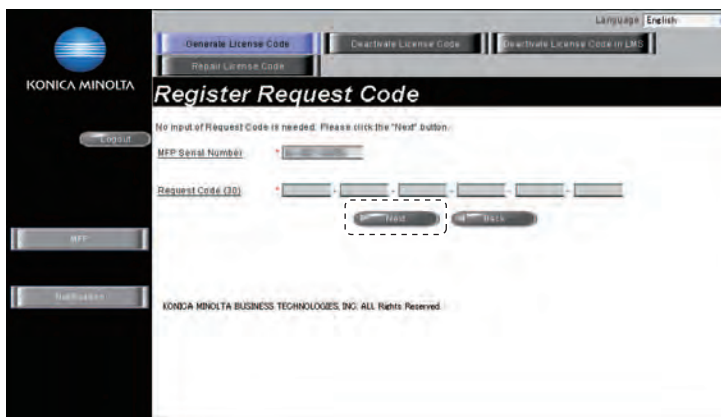 Language English
Generate License Code Deactivate License Code Deactivate License Code in LMS
Repair License Code
KONICA MINOLTA
Register Request Code
No input of Request Code is needed. Please click the "Next" button.
Logout
MFP Serial Number *
Request Code (30) * - - - - -
Next Back
MFP
Notification
KONICA MINOLTA BUSINESS TECHNOLOGIES, INC. ALL Rights Reserved.